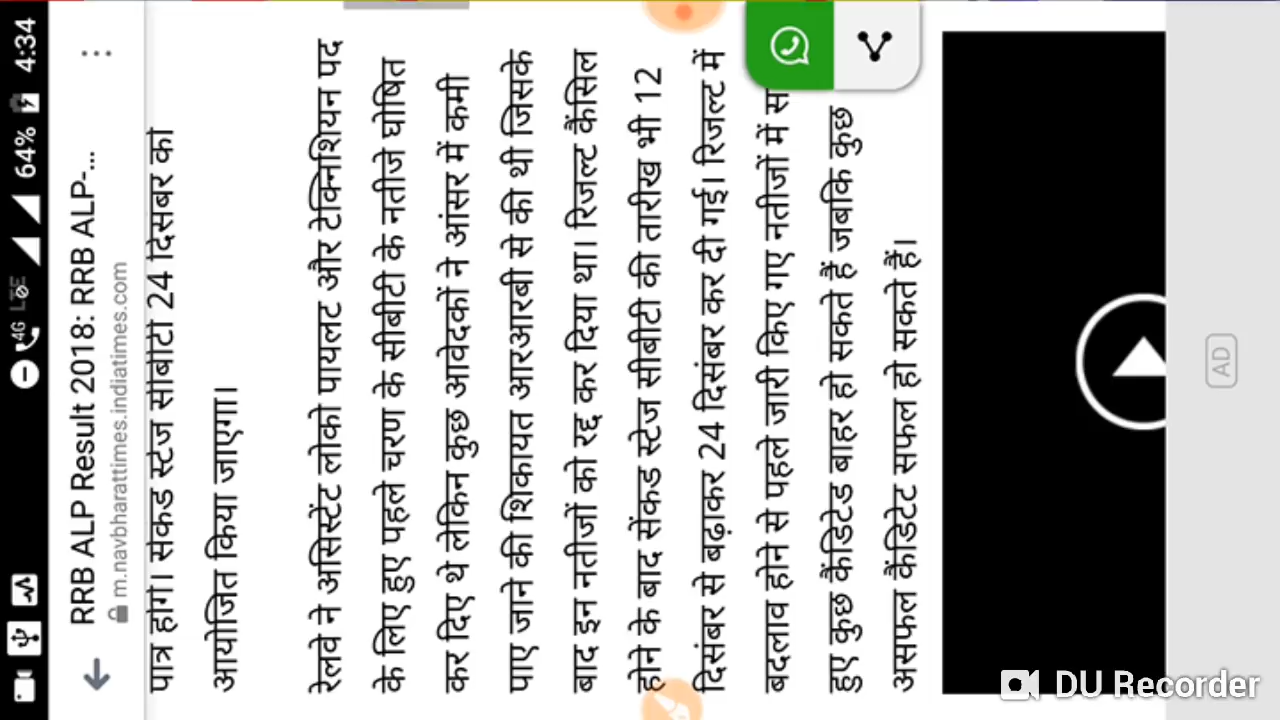 64% 4:34
4G LTE
RRB ALP Result 2018: RRB ALP-...
m.navbharattimes.indiatimes.com
पात्र होंगे। सेकंड स्टेज सीबीटी 24 दिसंबर को
आयोजित किया जाएगा।
रेलवे ने असिस्टेंट लोको पायलट और टेक्निशियन पद
के लिए हुए पहले चरण के सीबीटी के नतीजे घोषित
कर दिए थे लेकिन कुछ आवेदकों ने आंसर में कमी
पाए जाने की शिकायत आरआरबी से की थी जिसके
बाद इन नतीजों को रद्द कर दिया था। रिजल्ट कैंसिल
होने के बाद सेंकड स्टेज सीबीटी की तारीख भी 12
दिसंबर से बढ़ाकर 24 दिसंबर कर दी गई। रिजल्ट में
बदलाव होने से पहले जारी किए गए नतीजों में
हुए कुछ कैंडिटेड बाहर हो सकते हैं जबकि कुछ
असफल कैंडिटेट सफल हो सकते हैं।
AD
DU Recorder